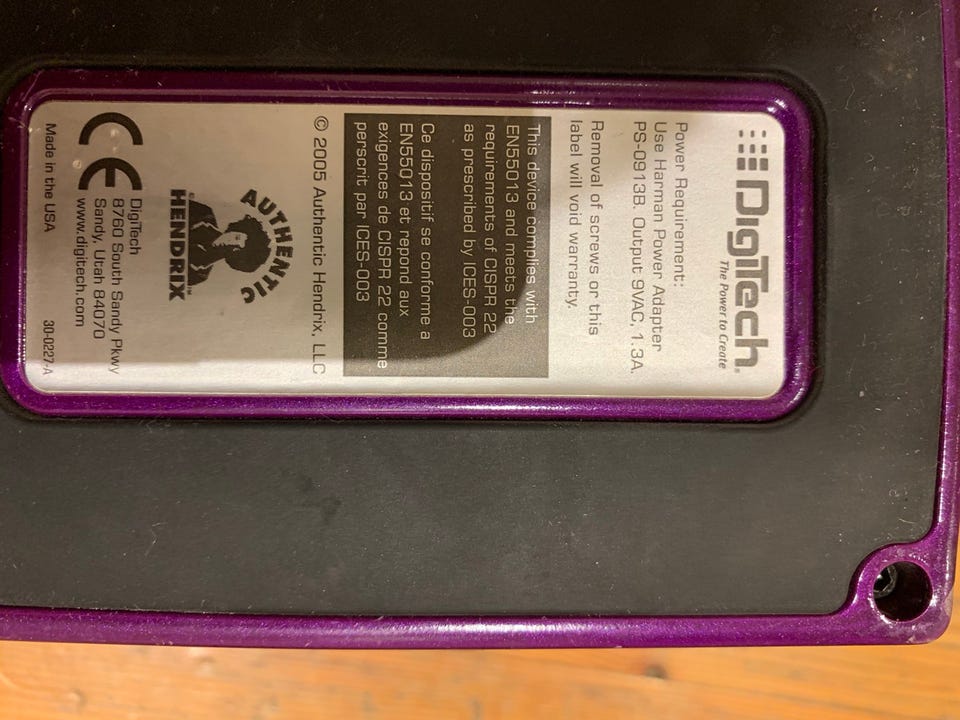 DigiTech®
The Power to Create
Power Requirement:
Use Harman Power Adapter
PS-0913B. Output 9VAC, 1.3A.
Removal of screws or this
label will void warranty.
This device complies with
EN55013 and meets the
requirements of CISPR 22
as prescribed by ICES-003
Ce dispositif se conforme a
EN55013 et repond aux
exigences de CISPR 22 comme
perscrit par ICES-003
© 2005 Authentic Hendrix, LLC
AUTHENTIC
HENDRIX™
CE
DigiTech
8760 South Sandy Pkwy
Sandy, Utah 84070
www.digitech.com
Made in the USA
30-0227-A